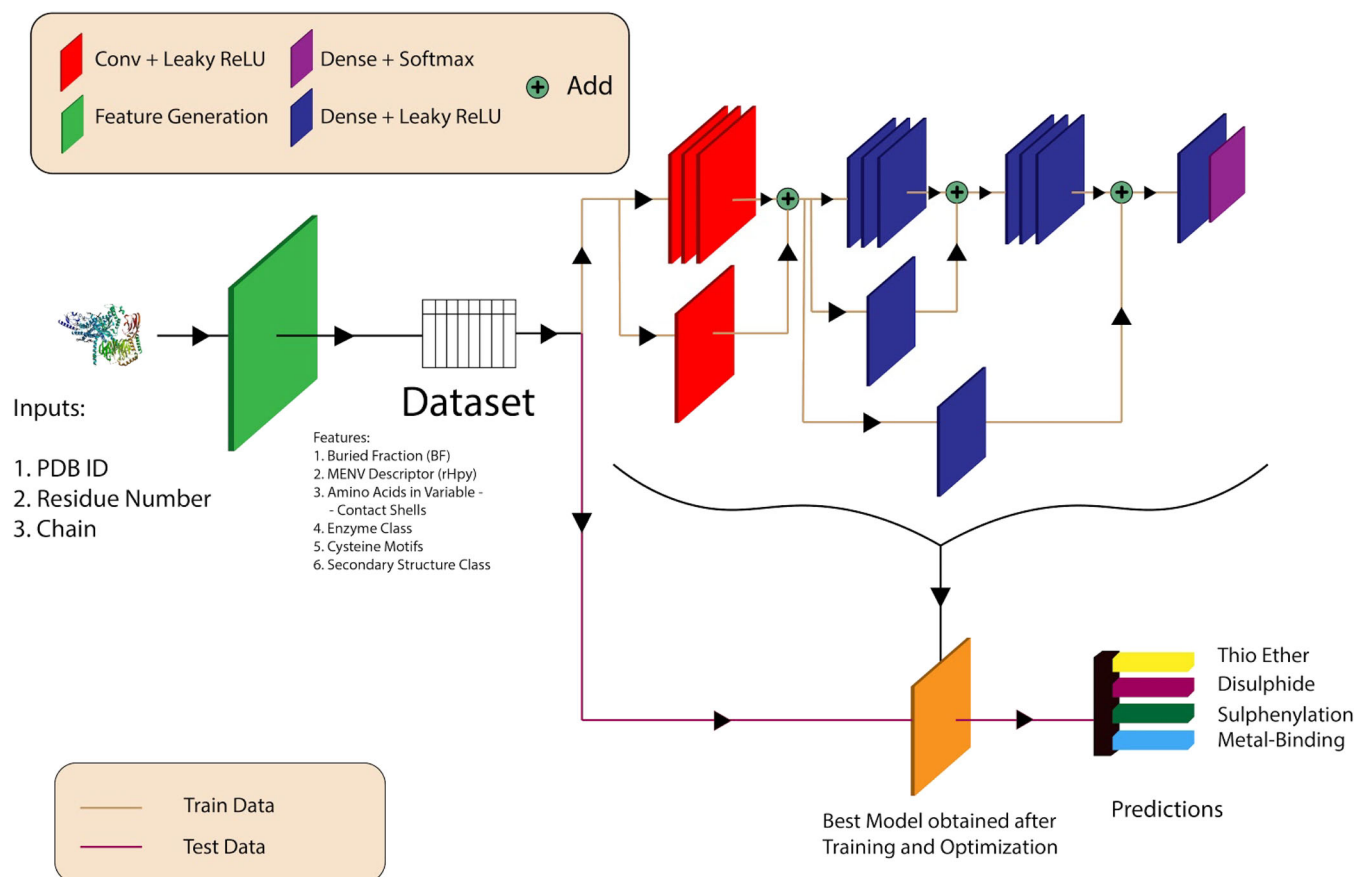 Conv + Leaky ReLU
Dense + Softmax
Add
Feature Generation
Dense + Leaky ReLU
Inputs:
1. PDB ID
2. Residue Number
3. Chain
Dataset
Features:
1. Buried Fraction (BF)
2. MENV Descriptor (rHpy)
3. Amino Acids in Variable -
- Contact Shells
4. Enzyme Class
5. Cysteine Motifs
6. Secondary Structure Class
Thio Ether
Disulphide
Sulphenylation
Metal-Binding
Predictions
Best Model obtained after
Training and Optimization
Train Data
Test Data